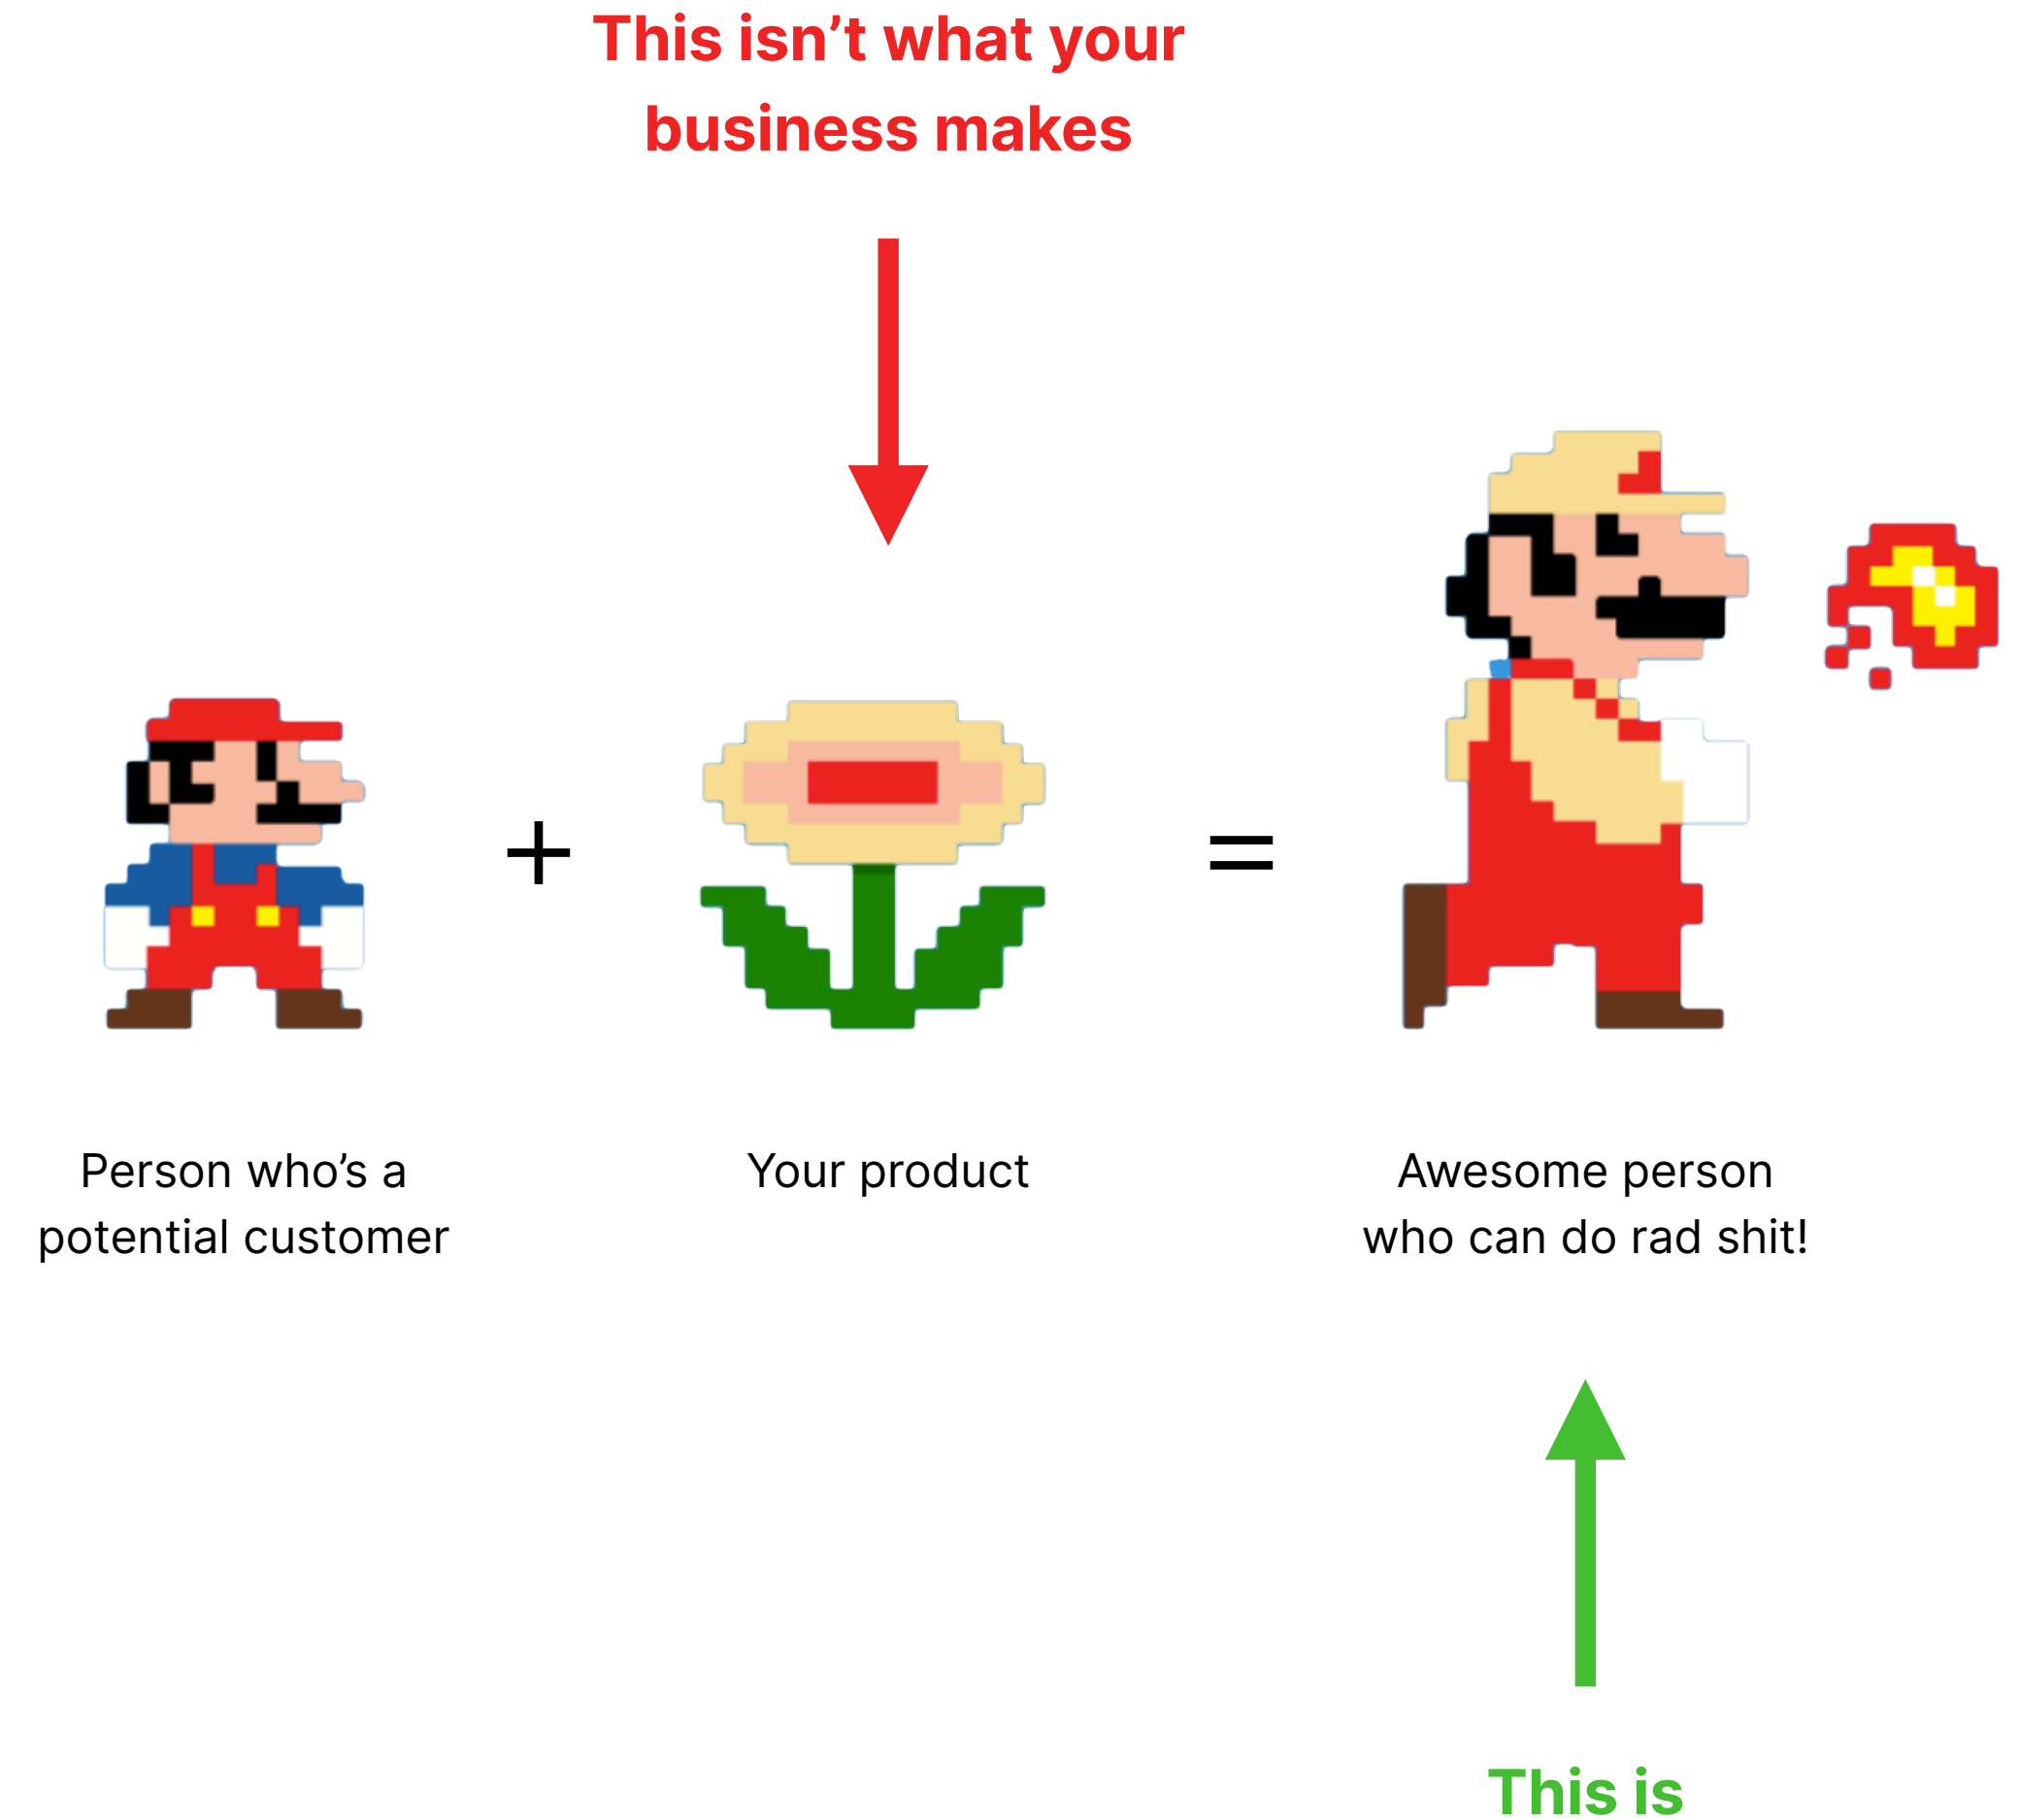 This isn’t what your
business makes
+
=
Person who’s a
potential customer
Your product
Awesome person
who can do rad shit!
This is